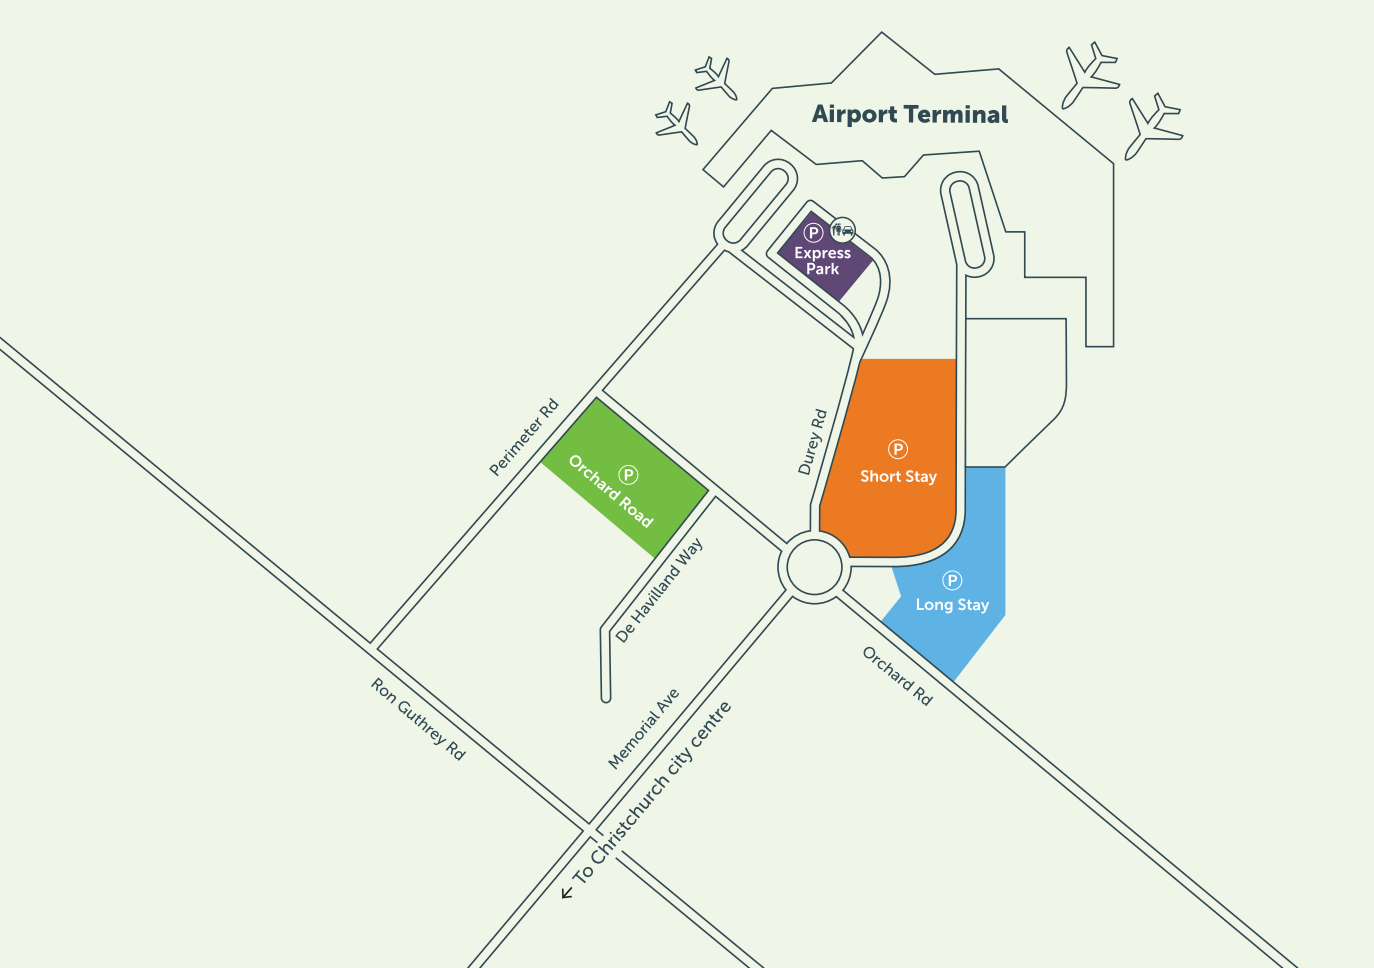 Airport Terminal
P
Express
Park
Perimeter Rd
Durey Rd
P
Short Stay
P
Orchard Road
De Havilland Way
P
Long Stay
Orchard Rd
Ron Guthrey Rd
Memorial Ave
← To Christchurch city centre